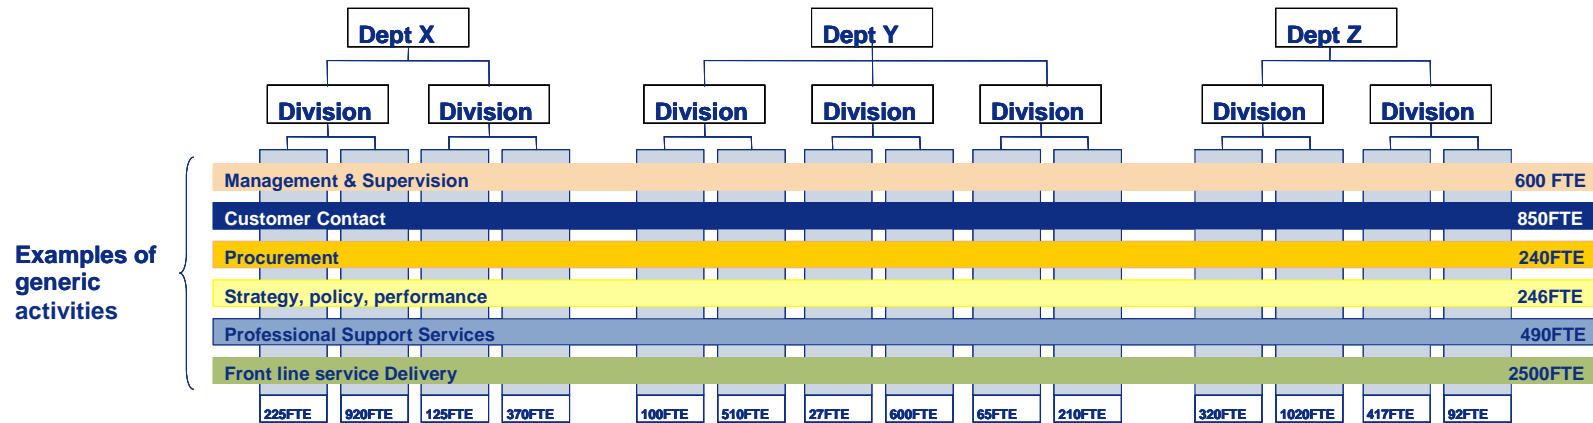 Dept X
Dept Y
Dept Z
Division
Division
Division
Division
Division
Division
Division
Examples of
generic
activities
Management & Supervision
600 FTE
Customer Contact
850FTE
Procurement
240FTE
Strategy, policy, performance
246FTE
Professional Support Services
490FTE
Front line service Delivery
2500FTE
225FTE
920FTE
125FTE
370FTE
100FTE
510FTE
27FTE
600FTE
65FTE
210FTE
320FTE
1020FTE
417FTE
92FTE